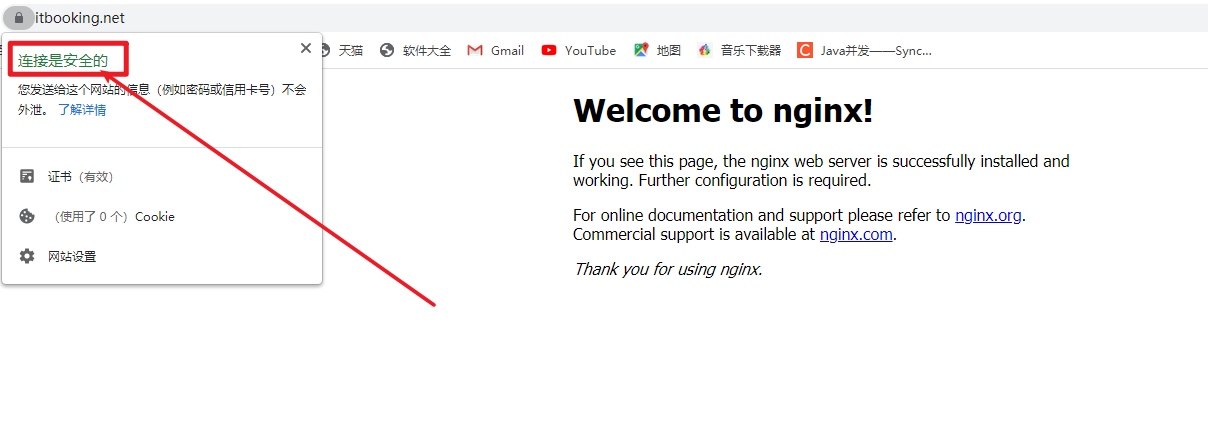 itbooking.net
天猫 软件大全 Gmail YouTube 地图 音乐下载器 Java并发——Sync...
连接是安全的
您发送给这个网站的信息（例如密码或信用卡号）不会
外泄。 了解详情
证书（有效）
（使用了 0 个）Cookie
网站设置
Welcome to nginx!
If you see this page, the nginx web server is successfully installed and
working. Further configuration is required.
For online documentation and support please refer to nginx.org.
Commercial support is available at nginx.com.
Thank you for using nginx.